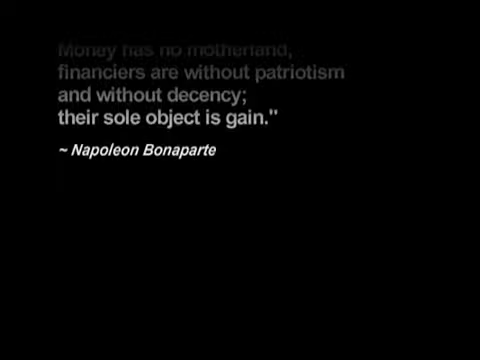 Money has no motherland,
financiers are without patriotism
and without decency;
their sole object is gain."
~ Napoleon Bonaparte